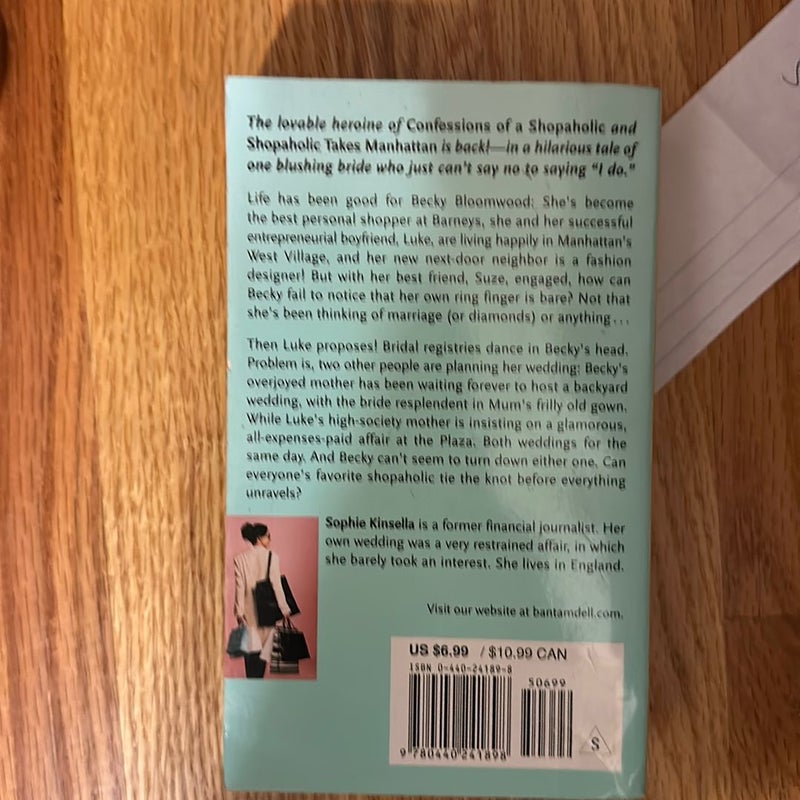 The lovable heroine of Confessions of a Shopaholic and
Shopaholic Takes Manhattan is back!—in a hilarious tale of
one blushing bride who just can't say no to saying "I do."
Life has been good for Becky Bloomwood: She's become
the best personal shopper at Barneys, she and her successful
entrepreneurial boyfriend, Luke, are living happily in Manhattan's
West Village, and her new next-door neighbor is a fashion
designer! But with her best friend, Suze, engaged, how can
Becky fail to notice that her own ring finger is bare? Not that
she's been thinking of marriage (or diamonds) or anything...
Then Luke proposes! Bridal registries dance in Becky's head.
Problem is, two other people are planning her wedding: Becky's
overjoyed mother has been waiting forever to host a backyard
wedding, with the bride resplendent in Mum's frilly old gown.
While Luke's high-society mother is insisting on a glamorous,
all-expenses-paid affair at the Plaza. Both weddings for the
same day. And Becky can't seem to turn down either one. Can
everyone's favorite shopaholic tie the knot before everything
unravels?
Sophie Kinsella is a former financial journalist. Her
own wedding was a very restrained affair, in which
she barely took an interest. She lives in England.
Visit our website at bantamdell.com.
US $6.99 / $10.99 CAN
ISBN 0-440-24189-8
50699
9 780440 241898
S